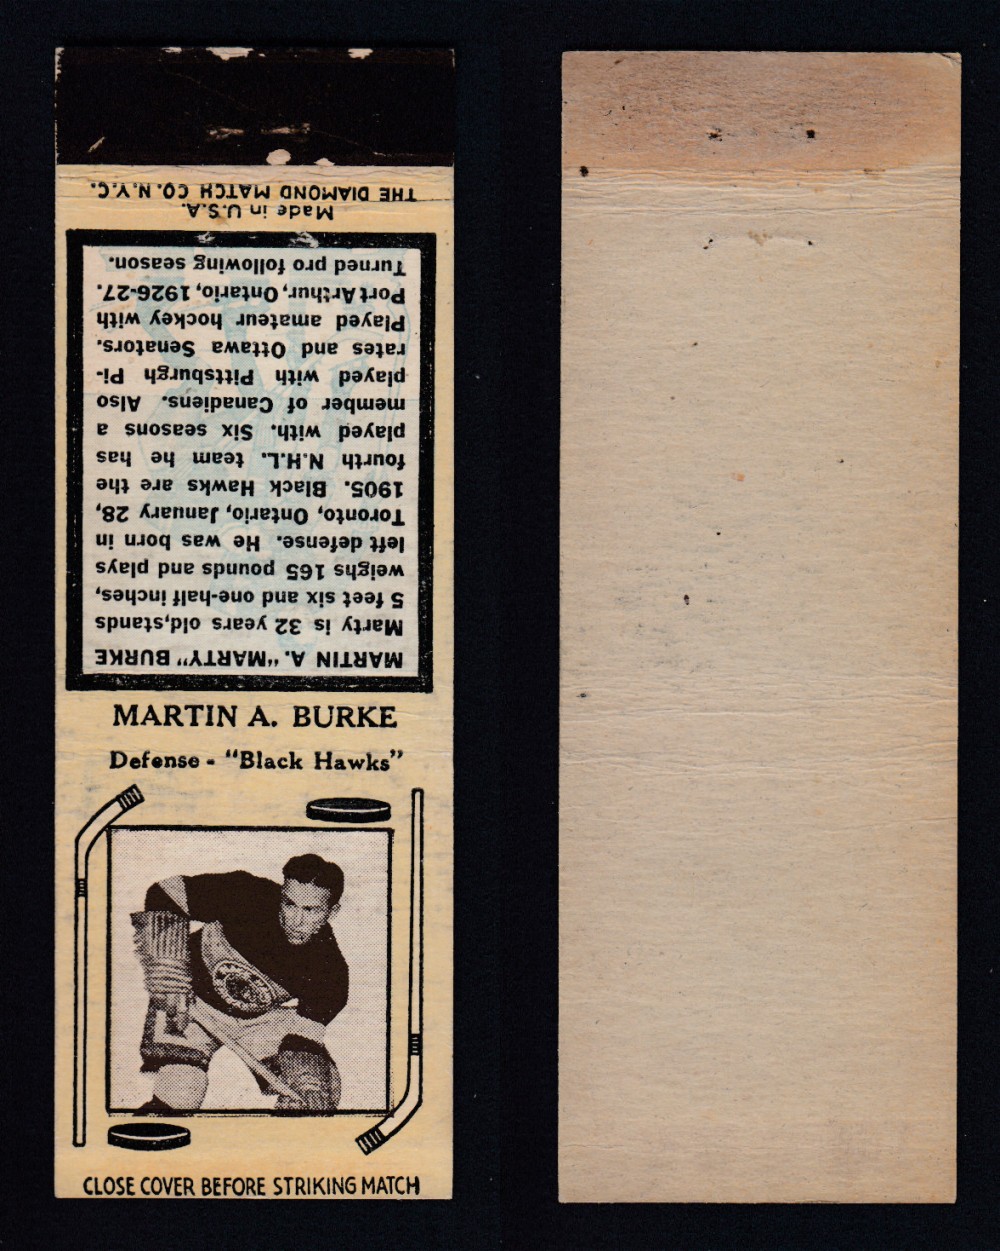 THE DIAMOND MATCH CO. N.Y.C.
Made in U.S.A.
MARTIN A. "MARTY" BURKE
Marty is 32 years old, stands
5 feet six and one-half inches,
weighs 165 pounds and plays
left defense. He was born in
Toronto, Ontario, January 28,
1905. Black Hawks are the
fourth N.H.L. team he has
played with. Six seasons a
member of Canadiens. Also
played with Pittsburgh Pi-
rates and Ottawa Senators.
Played amateur hockey with
Port Arthur, Ontario, 1926-27.
Turned pro following season.
MARTIN A. BURKE
Defense - "Black Hawks"
CLOSE COVER BEFORE STRIKING MATCH